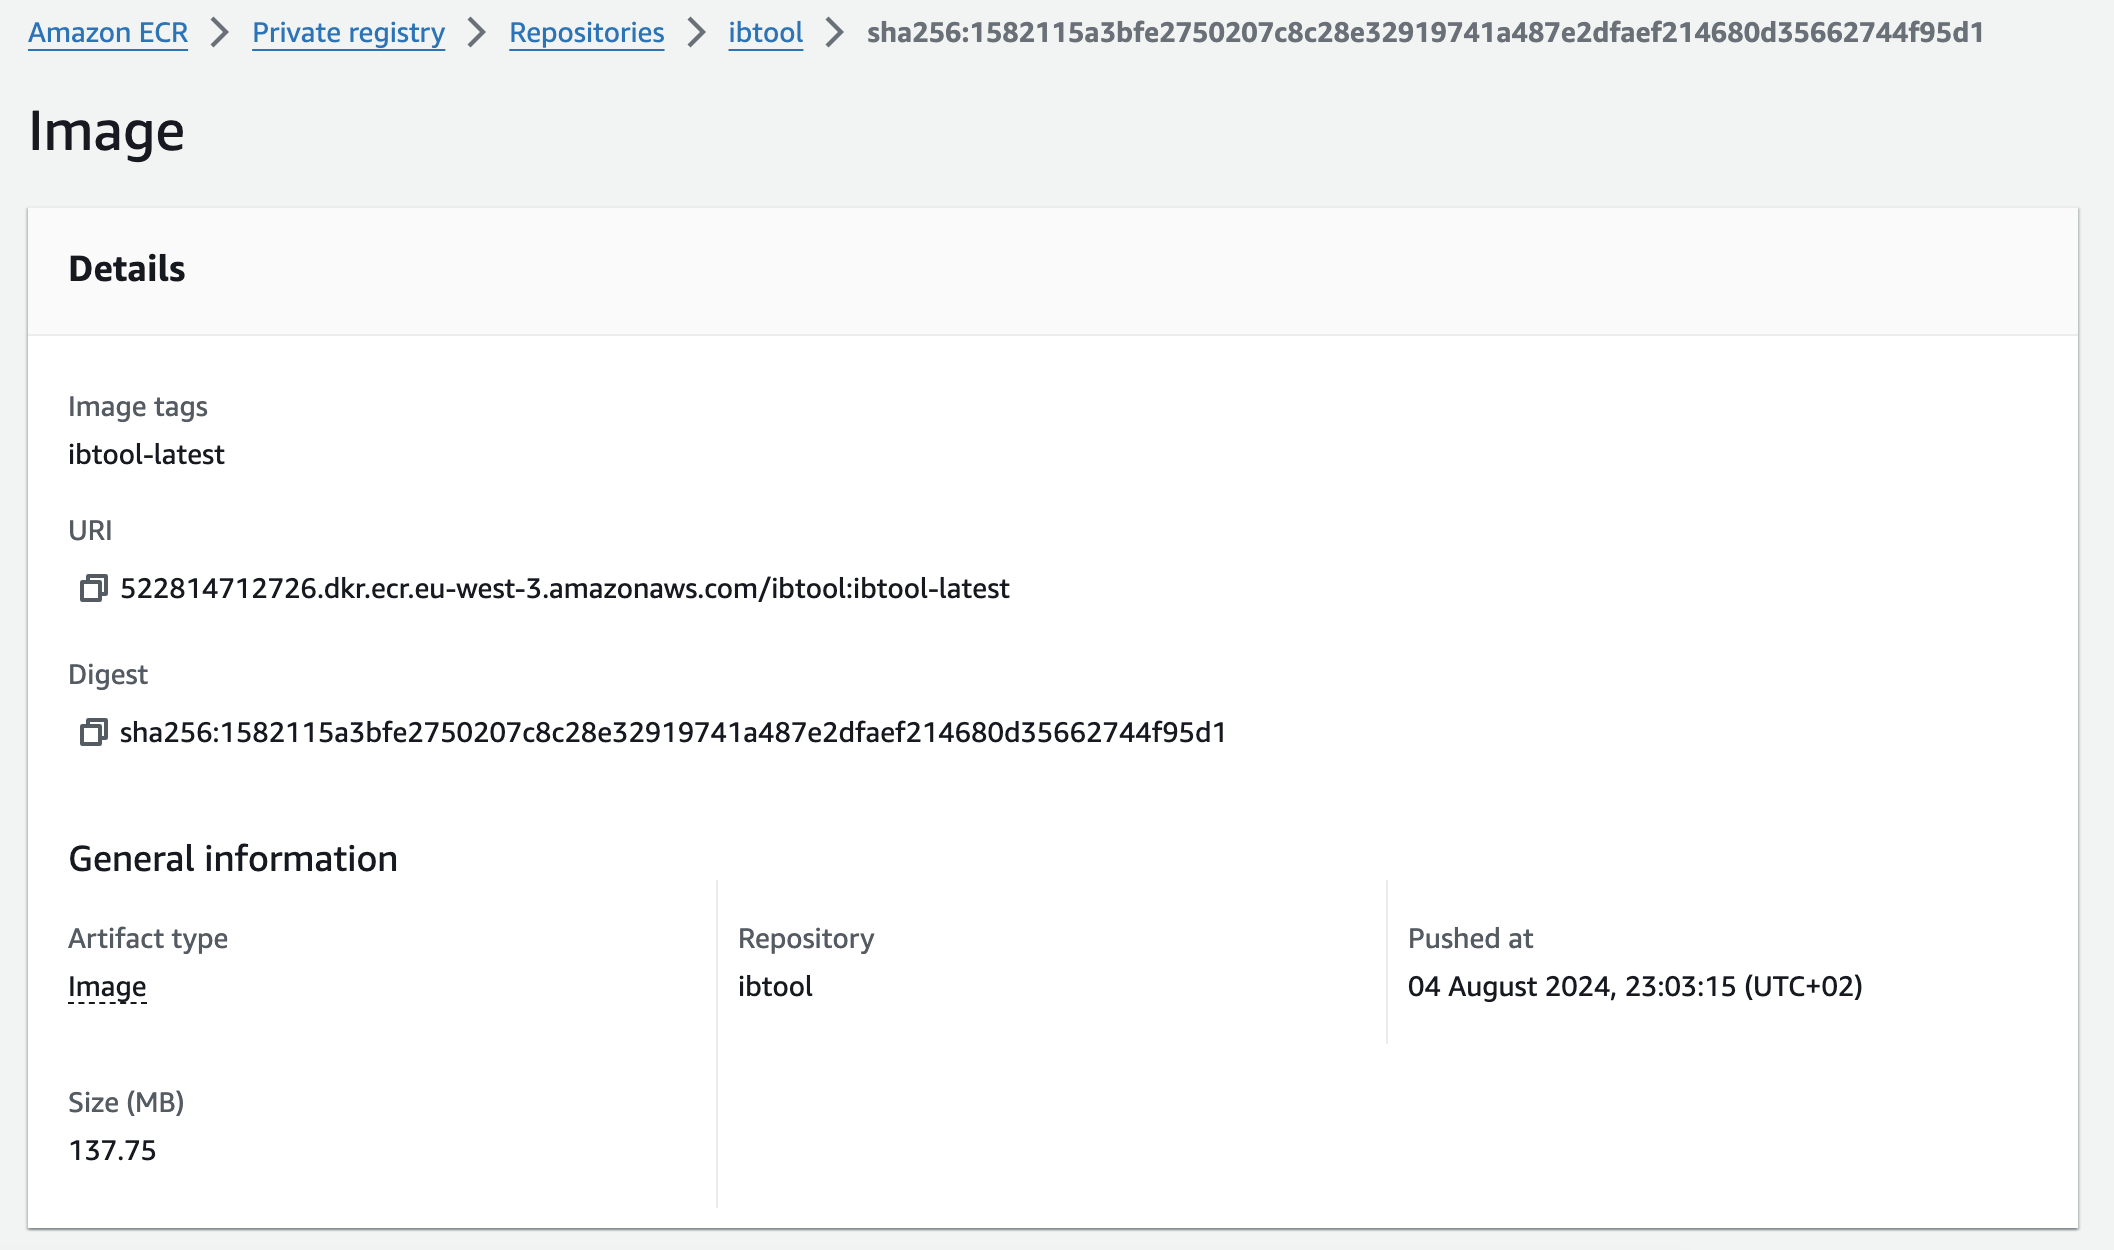 Amazon ECR > Private registry > Repositories > ibtool > sha256:1582115a3bfe2750207c8c28e32919741a487e2dfaef214680d35662744f95d1
Image
Details
Image tags
ibtool-latest
URI
522814712726.dkr.ecr.eu-west-3.amazonaws.com/ibtool:ibtool-latest
Digest
sha256:1582115a3bfe2750207c8c28e32919741a487e2dfaef214680d35662744f95d1
General information
Artifact type
Image
Repository
ibtool
Pushed at
04 August 2024, 23:03:15 (UTC+02)
Size (MB)
137.75